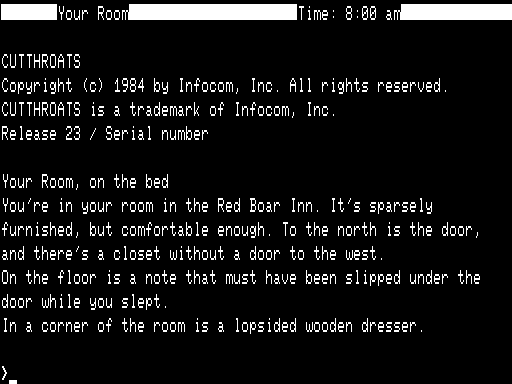 Your Room Time: 8:00 am
CUTTHROATS
Copyright (c) 1984 by Infocom, Inc. All rights reserved.
CUTTHROATS is a trademark of Infocom, Inc.
Release 23 / Serial number
Your Room, on the bed
You're in your room in the Red Boar Inn. It's sparsely
furnished, but comfortable enough. To the north is the door,
and there's a closet without a door to the west.
On the floor is a note that must have been slipped under the
door while you slept.
In a corner of the room is a lopsided wooden dresser.
>